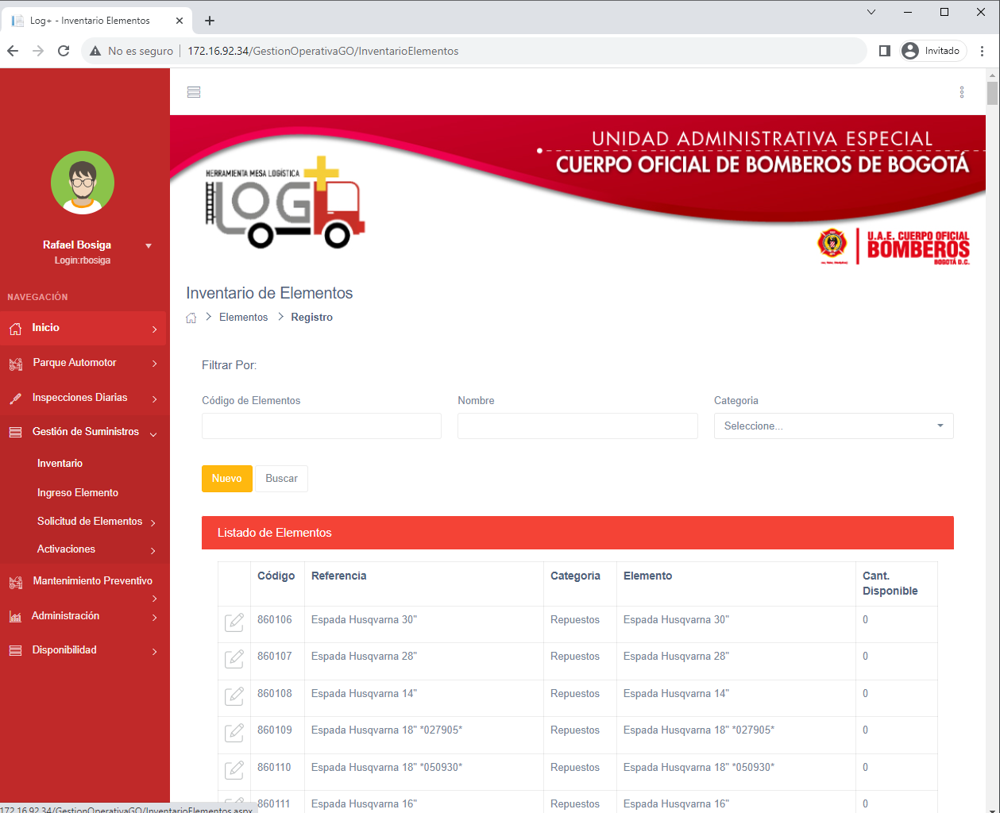 Log+ - Inventario Elementos
No es seguro
172.16.92.34/GestionOperativaGO/InventarioElementos
Invitado
Rafael Bosiga
Login:rbosiga
NAVEGACIÓN
Inicio
Parque Automotor
Inspecciones Diarias
Gestión de Suministros
Inventario
Ingreso Elemento
Solicitud de Elementos
Activaciones
Mantenimiento Preventivo
Administración
Disponibilidad
172.16.92.34/GestionOperativaGO/InventarioElementos.aspx
UNIDAD ADMINISTRATIVA ESPECIAL
CUERPO OFICIAL DE BOMBEROS DE BOGOTÁ
HERRAMIENTA MESA LOGÍSTICA
LOG
U.A.E. CUERPO OFICIAL
BOMBEROS
BOGOTÁ D.C.
Inventario de Elementos
Elementos > Registro
Filtrar Por:
Código de Elementos Nombre Categoria
Seleccione...
Nuevo Buscar
Listado de Elementos
Código Referencia Categoria Elemento Cant. Disponible
860106 Espada Husqvarna 30" Repuestos Espada Husqvarna 30" 0
860107 Espada Husqvarna 28" Repuestos Espada Husqvarna 28" 0
860108 Espada Husqvarna 14" Repuestos Espada Husqvarna 14" 0
860109 Espada Husqvarna 18" *027905* Repuestos Espada Husqvarna 18" *027905* 0
860110 Espada Husqvarna 18" *050930* Repuestos Espada Husqvarna 18" *050930* 0
860111 Espada Husqvarna 16" Repuestos Espada Husqvarna 16" 0